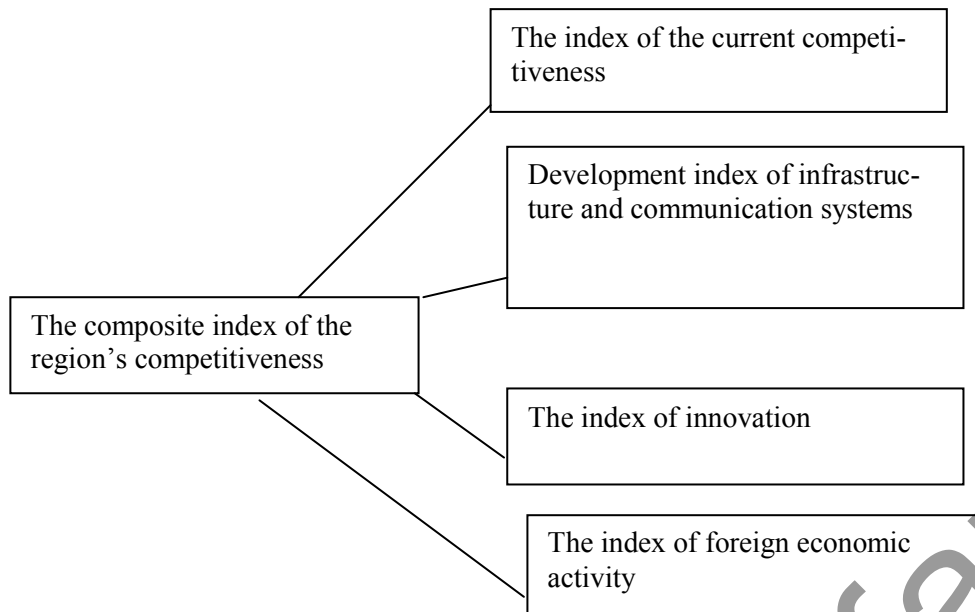 The index of the current competi-
tiveness
Development index of infrastruc-
ture and communication systems
The composite index of the
region’s competitiveness
The index of innovation
The index of foreign economic
activity